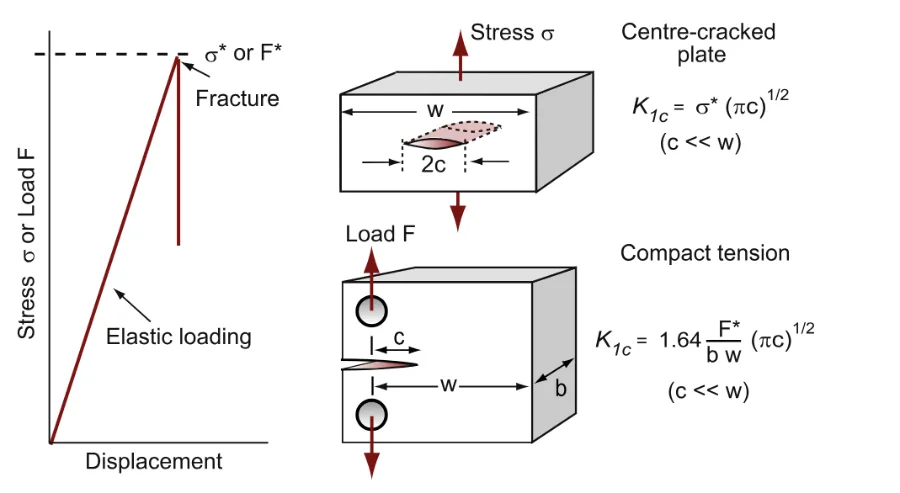 Stress σ or Load F
σ* or F*
Fracture
Elastic loading
Displacement
Stress σ
w
2c
Centre-cracked
plate
K1c = σ* (πc)1/2
(c << w)
Load F
c
w
b
Compact tension
K1c = 1.64 F*/b w (πc)1/2
(c << w)